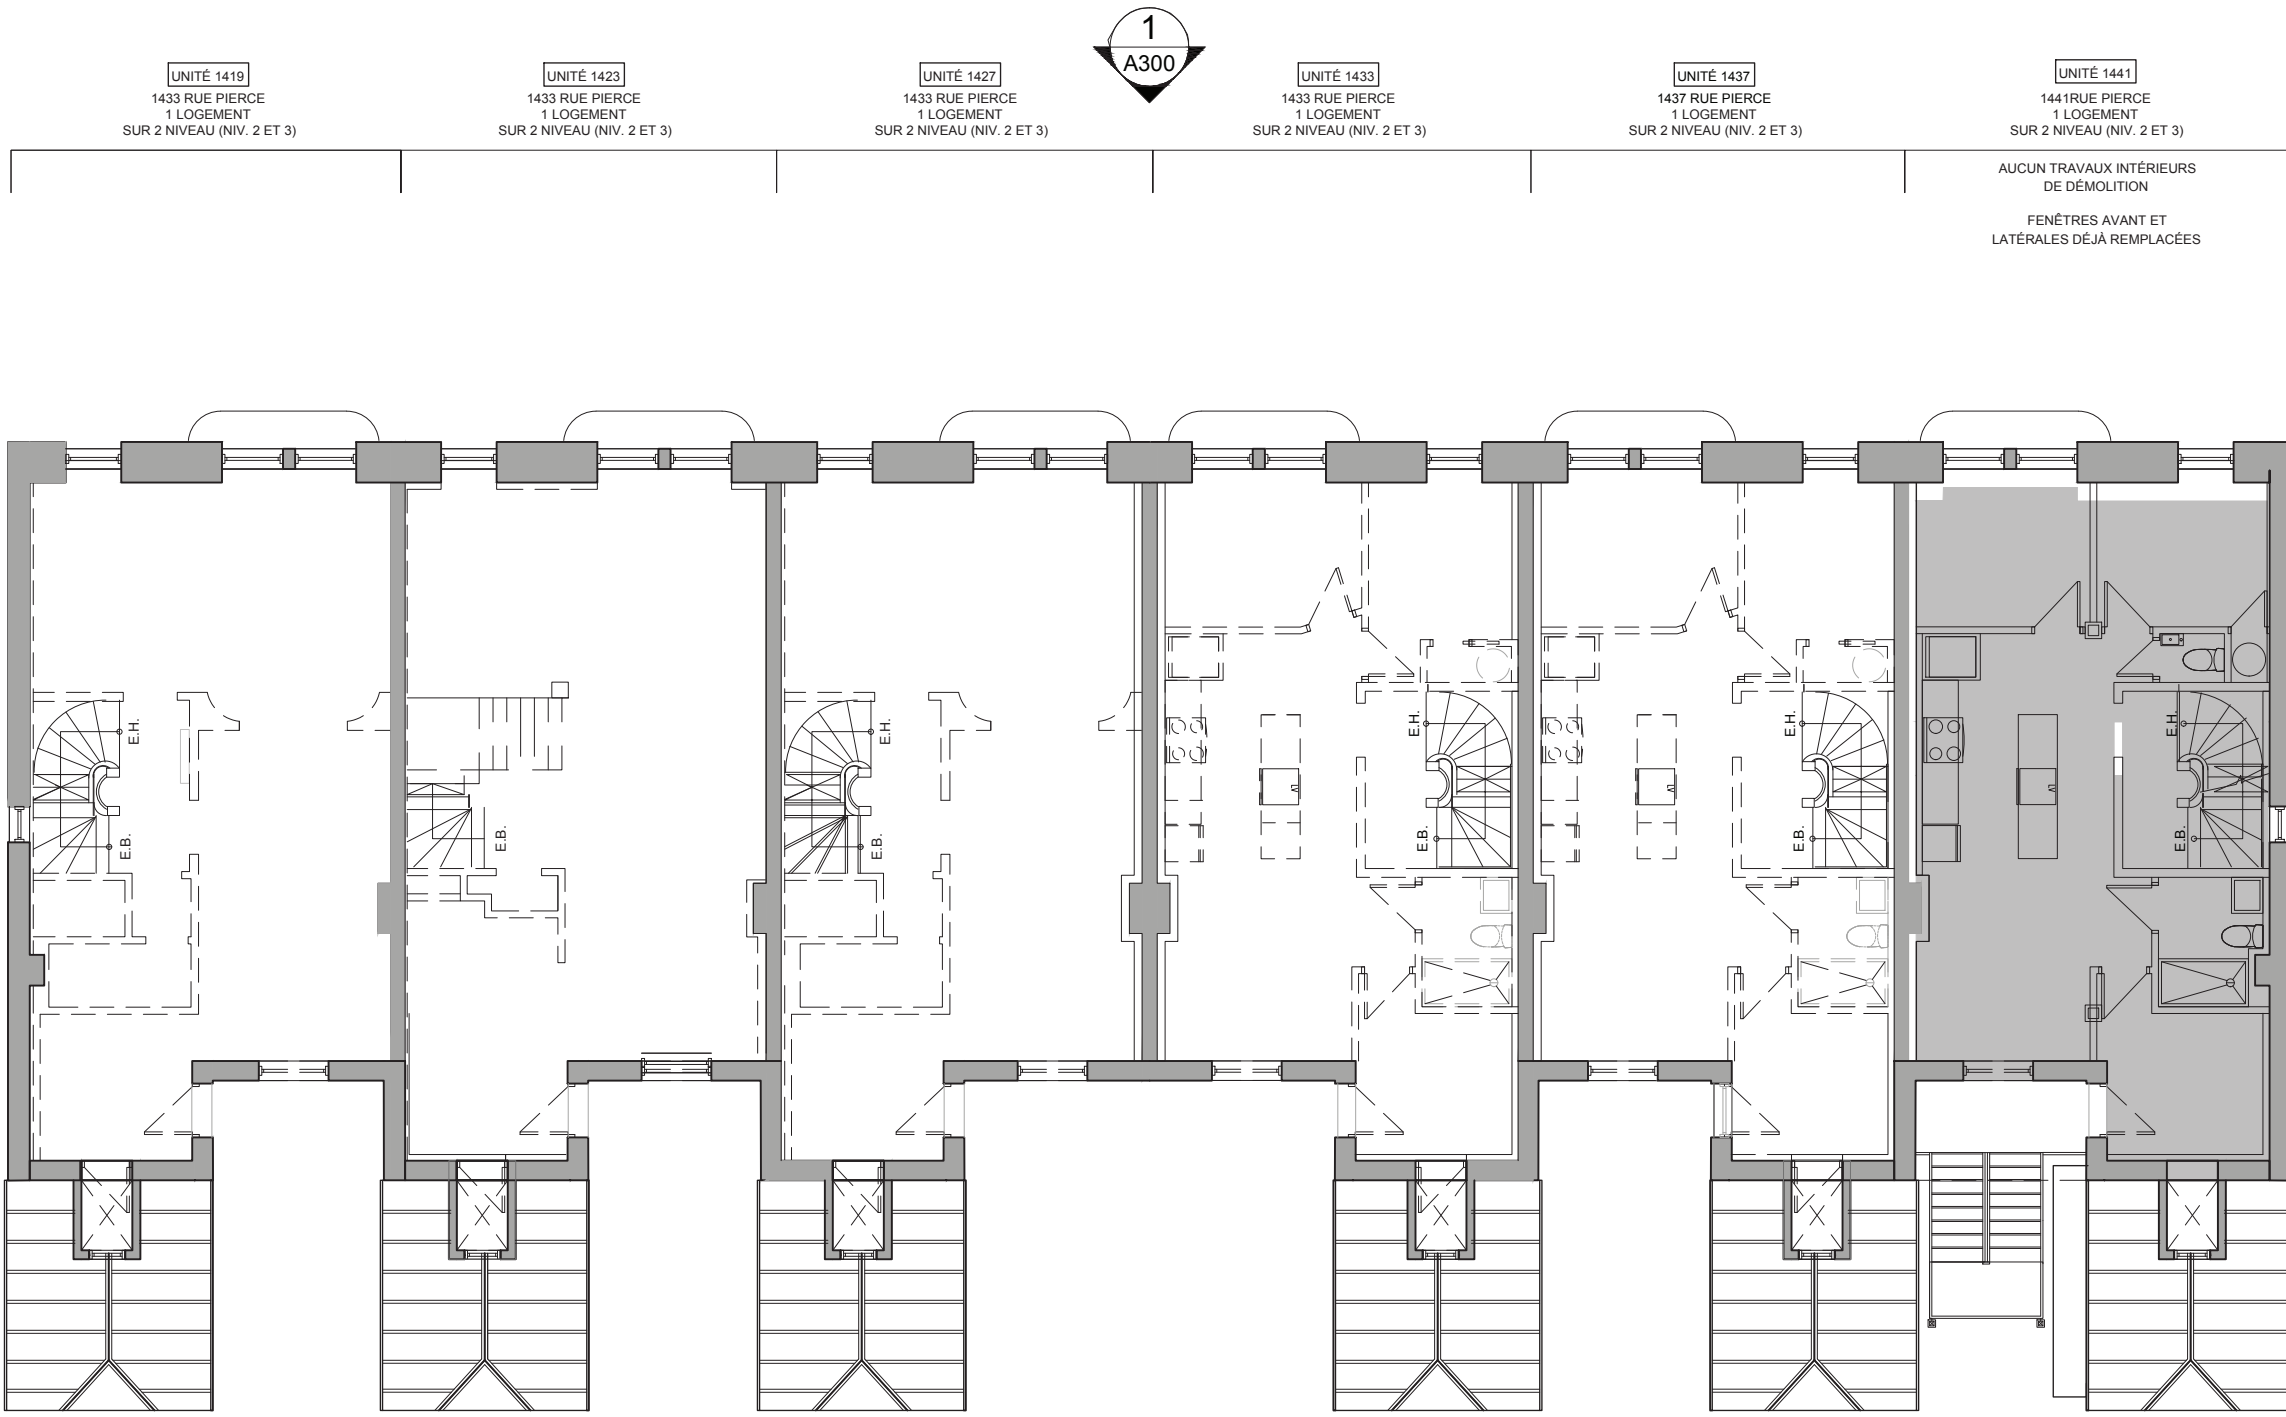 1
A300
UNITÉ 1419
1433 RUE PIERCE
1 LOGEMENT
SUR 2 NIVEAU (NIV. 2 ET 3)
UNITÉ 1423
1433 RUE PIERCE
1 LOGEMENT
SUR 2 NIVEAU (NIV. 2 ET 3)
UNITÉ 1427
1433 RUE PIERCE
1 LOGEMENT
SUR 2 NIVEAU (NIV. 2 ET 3)
UNITÉ 1433
1433 RUE PIERCE
1 LOGEMENT
SUR 2 NIVEAU (NIV. 2 ET 3)
UNITÉ 1437
1437 RUE PIERCE
1 LOGEMENT
SUR 2 NIVEAU (NIV. 2 ET 3)
UNITÉ 1441
1441RUE PIERCE
1 LOGEMENT
SUR 2 NIVEAU (NIV. 2 ET 3)
AUCUN TRAVAUX INTÉRIEURS
DE DÉMOLITION
FENÊTRES AVANT ET
LATÉRALES DÉJÀ REMPLACÉES
E.H.
E.B.
E.B.
E.H.
E.B.
E.H.
E.B.
LV
E.H.
E.B.
LV
E.H.
E.B.
LV